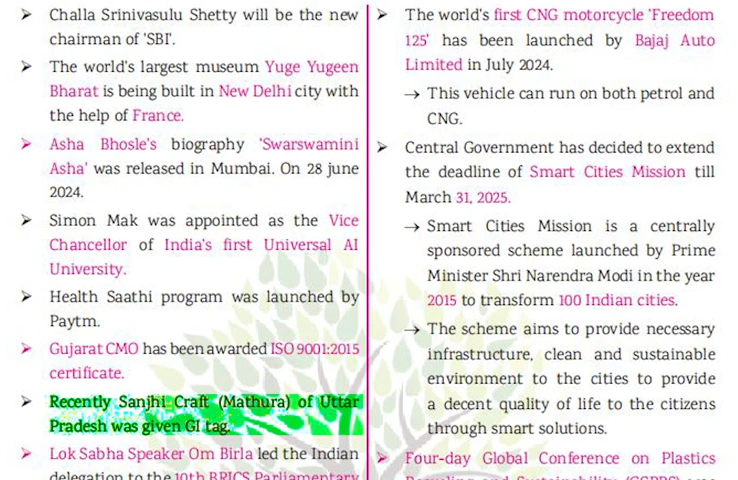 Challa Srinivasulu Shetty will be the new
chairman of 'SBI'.
The world's largest museum Yuge Yugeen
Bharat is being built in New Delhi city with
the help of France.
Asha Bhosle's biography 'Swarswamini
Asha' was released in Mumbai. On 28 june
2024.
Simon Mak was appointed as the Vice
Chancellor of India's first Universal AI
University.
Health Saathi program was launched by
Paytm.
Gujarat CMO has been awarded ISO 9001:2015
certificate.
Recently Sanjhi Craft (Mathura) of Uttar
Pradesh was given GI tag.
Lok Sabha Speaker Om Birla led the Indian
delegation to the 10th BRICS Parliamentary
The world's first CNG motorcycle 'Freedom
125' has been launched by Bajaj Auto
Limited in July 2024.
→ This vehicle can run on both petrol and
CNG.
Central Government has decided to extend
the deadline of Smart Cities Mission till
March 31, 2025.
→ Smart Cities Mission is a centrally
sponsored scheme launched by Prime
Minister Shri Narendra Modi in the year
2015 to transform 100 Indian cities.
→ The scheme aims to provide necessary
infrastructure, clean and sustainable
environment to the cities to provide
a decent quality of life to the citizens
through smart solutions.
Four-day Global Conference on Plastics
Recycling and Sustainability (GCPRS) was